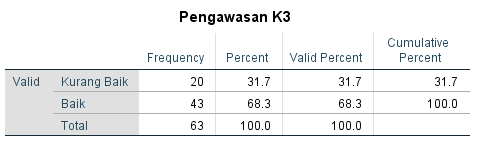 Pengawasan K3
Frequency Percent Valid Percent Cumulative Percent
Valid Kurang Baik 20 31.7 31.7 31.7
Baik 43 68.3 68.3 100.0
Total 63 100.0 100.0